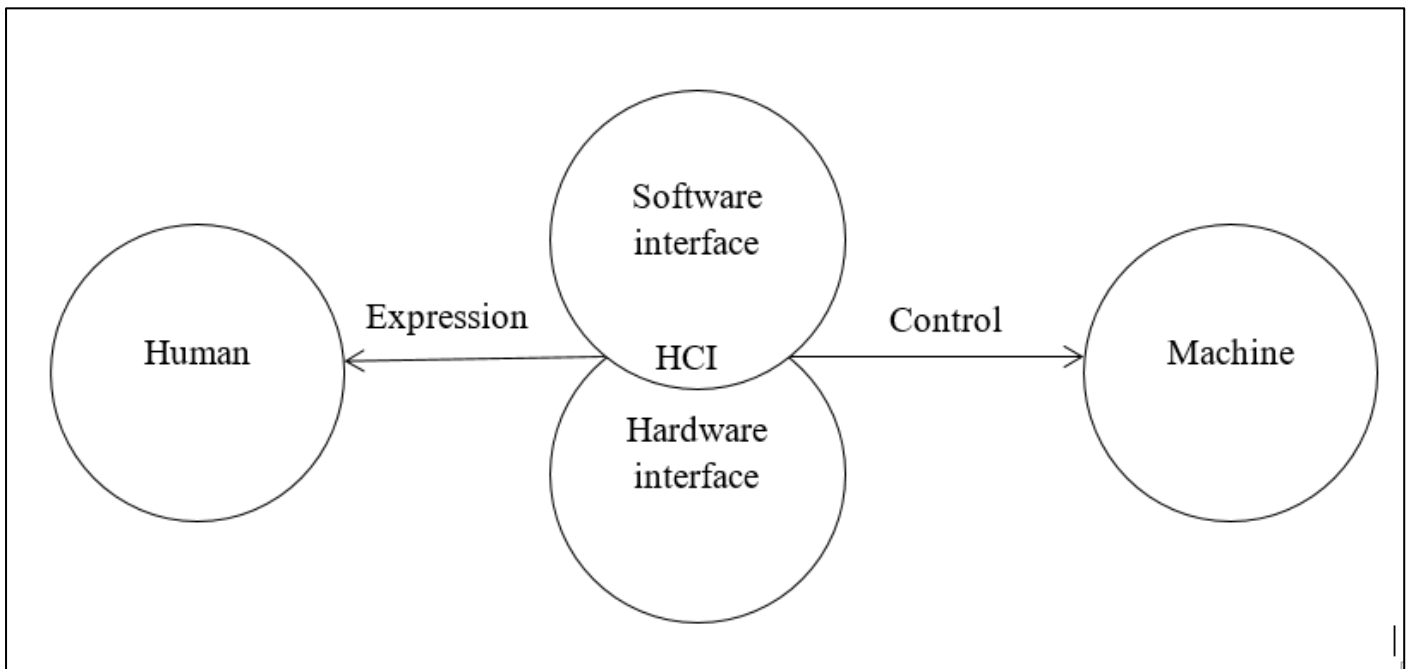 Software
interface
Expression
Control
Human
HCI
Machine
Hardware
interface